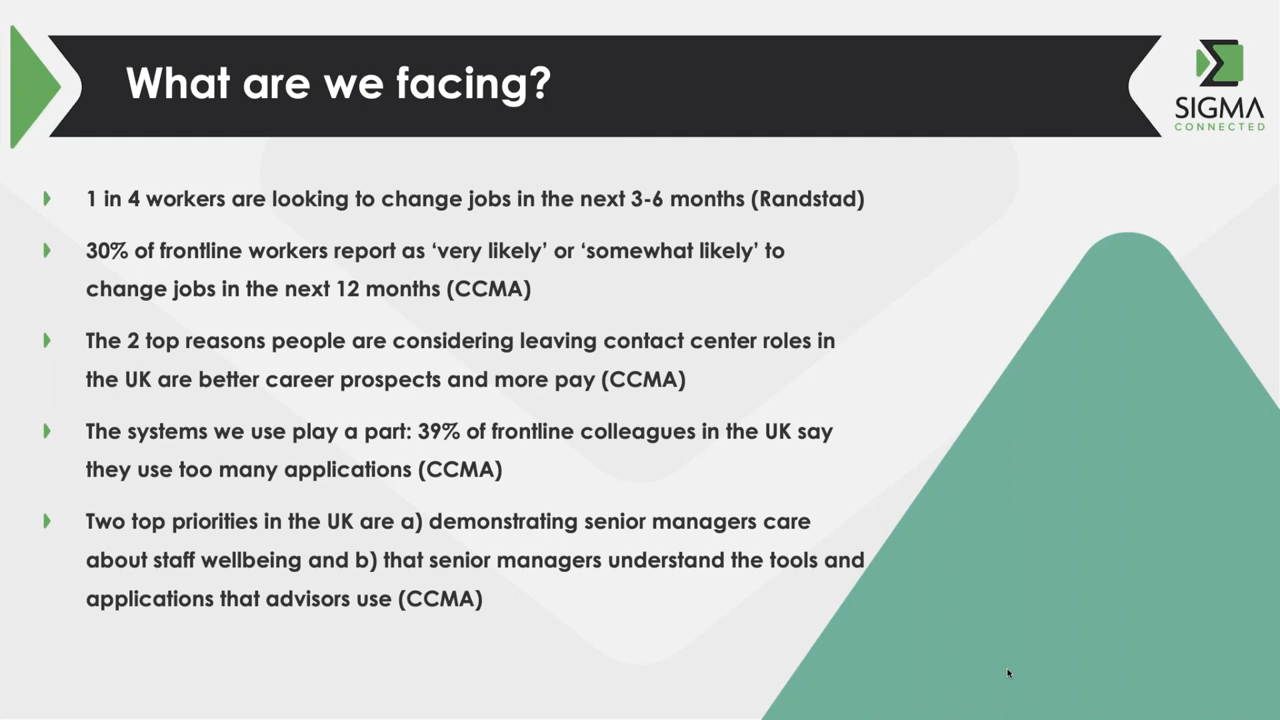 What are we facing?
SIGMA
CONNECTED
1 in 4 workers are looking to change jobs in the next 3-6 months (Randstad)
30% of frontline workers report as ‘very likely’ or ‘somewhat likely’ to
change jobs in the next 12 months (CCMA)
The 2 top reasons people are considering leaving contact center roles in
the UK are better career prospects and more pay (CCMA)
The systems we use play a part: 39% of frontline colleagues in the UK say
they use too many applications (CCMA)
Two top priorities in the UK are a) demonstrating senior managers care
about staff wellbeing and b) that senior managers understand the tools and
applications that advisors use (CCMA)